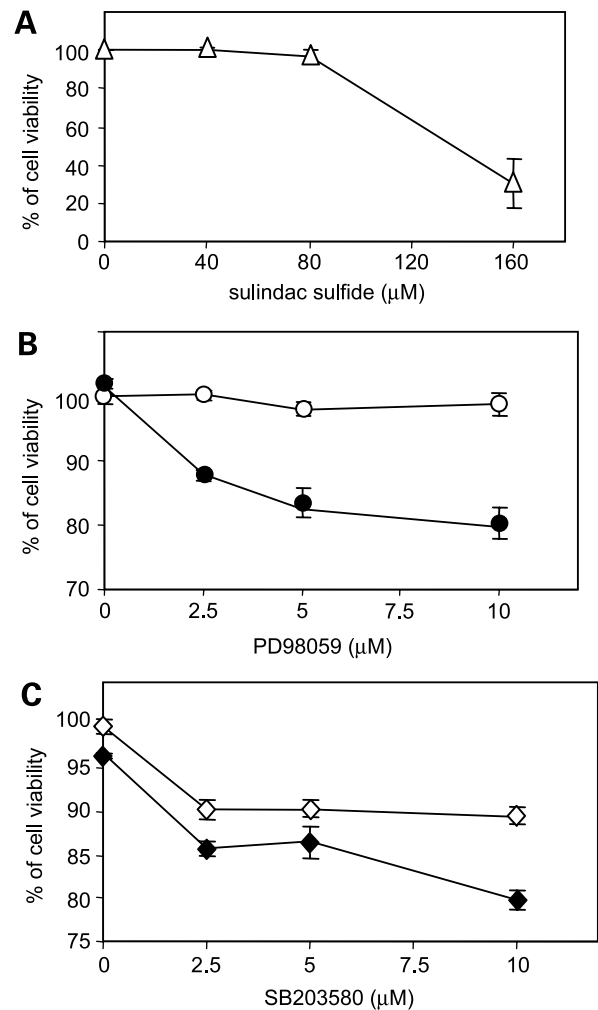 A
% of cell viability
100
80
60
40
20
0
0 40 80 120 160
sulindac sulfide (μM)
B
% of cell viability
100
90
80
70
0 2.5 5 7.5 10
PD98059 (μM)
C
% of cell viability
100
95
90
85
80
75
0 2.5 5 7.5 10
SB203580 (μM)